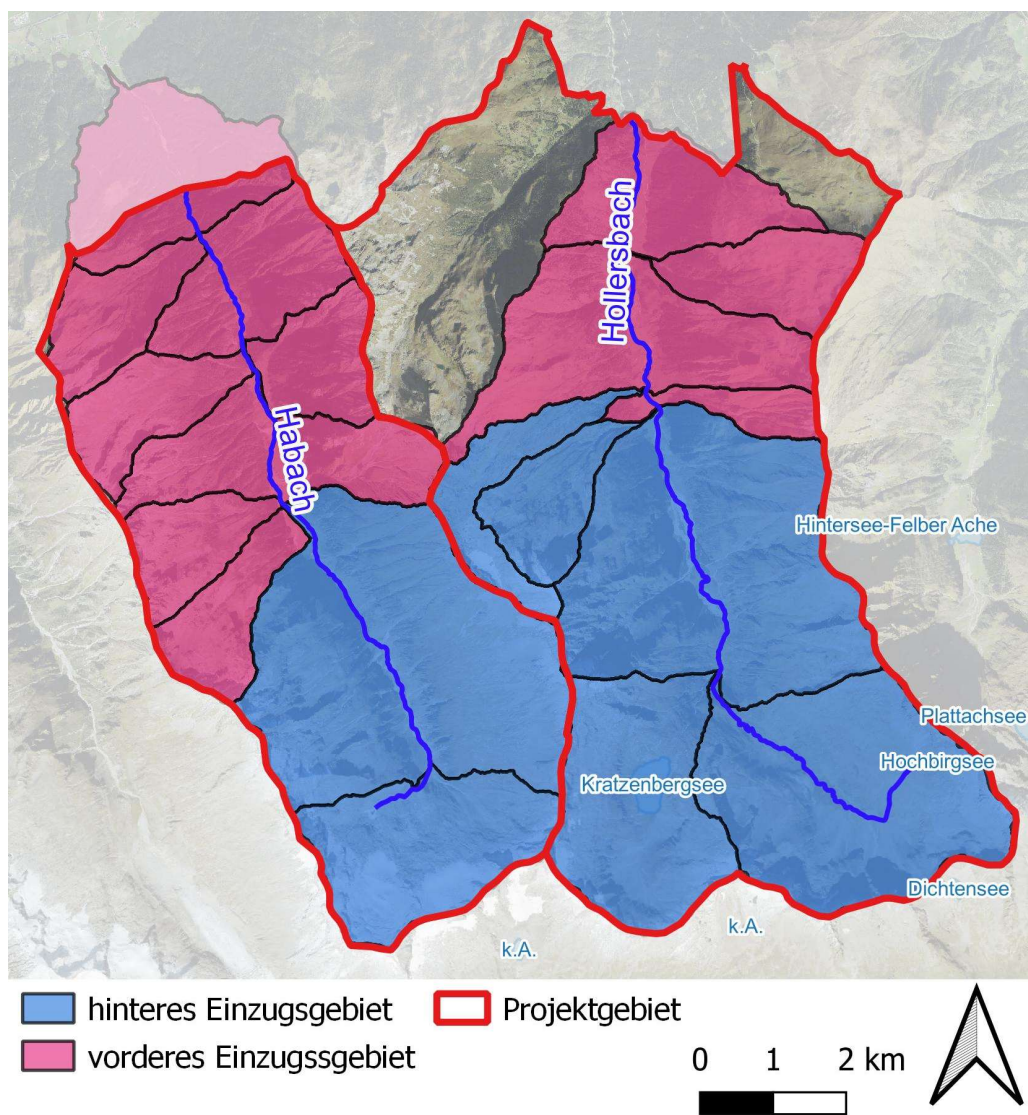 Hollersbach
Habach
Hintersee-Felber Ache
Plattachsee
Hochbirgsee
Kratzenbergsee
Dichtensee
k.A.
k.A.
hinteres Einzugsgebiet
Projektgebiet
vorderes Einzugssgebiet
0 1 2 km